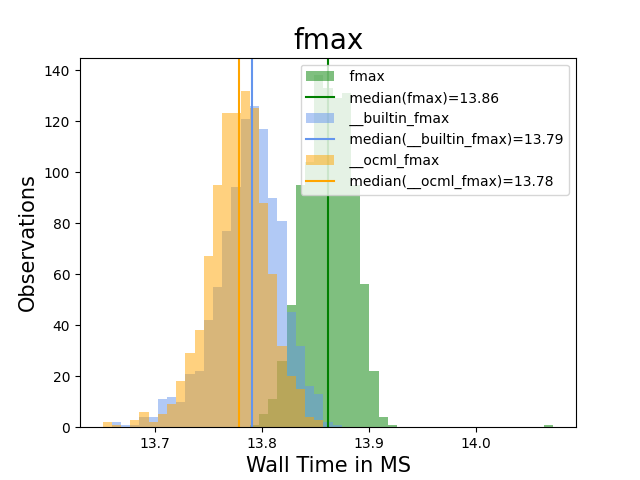 fmax
140
120
100
80
60
40
20
0
Observations
fmax
median(fmax)=13.86
__builtin_fmax
median(__builtin_fmax)=13.79
__ocml_fmax
median(__ocml_fmax)=13.78
13.7 13.8 13.9 14.0
Wall Time in MS